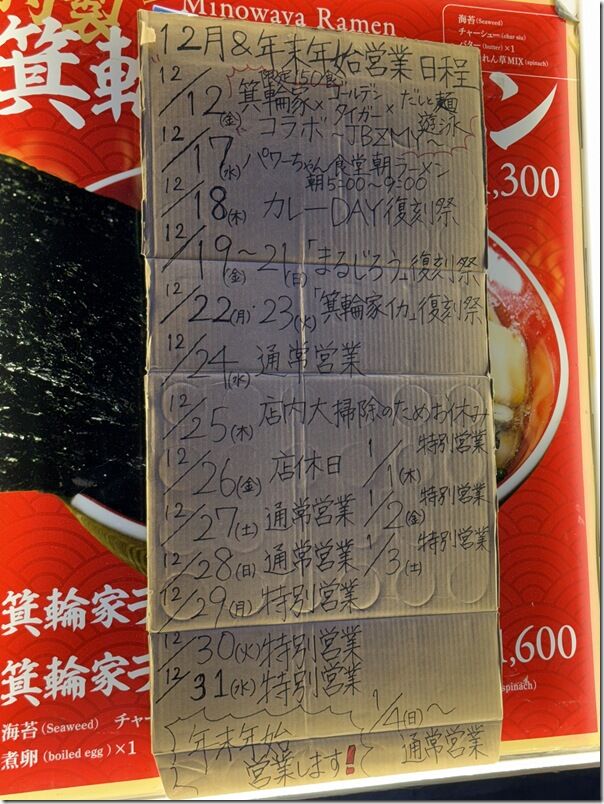 Minowaya Ramen
海苔(Seaweed)
チャーシュー(char siu)
バター(butter)×1
れん草MIX(spinach)
箕輪
ン
1,300
12月&年末年始営業日程
限定150食
12/12(金) 箕輪家×ゴールデンタイガー×だしと麺遊泳
コラボ ～JBZMY～
12/17(水) パワーちゃん食堂朝ラーメン
朝5:00～9:00
12/18(木) カレーDAY復刻祭
12/19(金)～21(日)「まるじろう」復刻祭
12/22(月)・23(火)「箕輪家イカ」復刻祭
12/24(水) 通常営業
12/25(木) 店内大掃除のためお休み
12/26(金) 店休日
12/27(土) 通常営業
12/28(日) 通常営業
12/29(月) 特別営業
12/30(火) 特別営業
12/31(水) 特別営業
1/1(木) 特別営業
1/2(金) 特別営業
1/3(土) 特別営業
1/4(日)～
通常営業
年末年始
営業します!
箕輪家ラ
箕輪家ラ
海苔(Seaweed) チャー
煮卵(boiled egg)×1
1,600
(spinach)